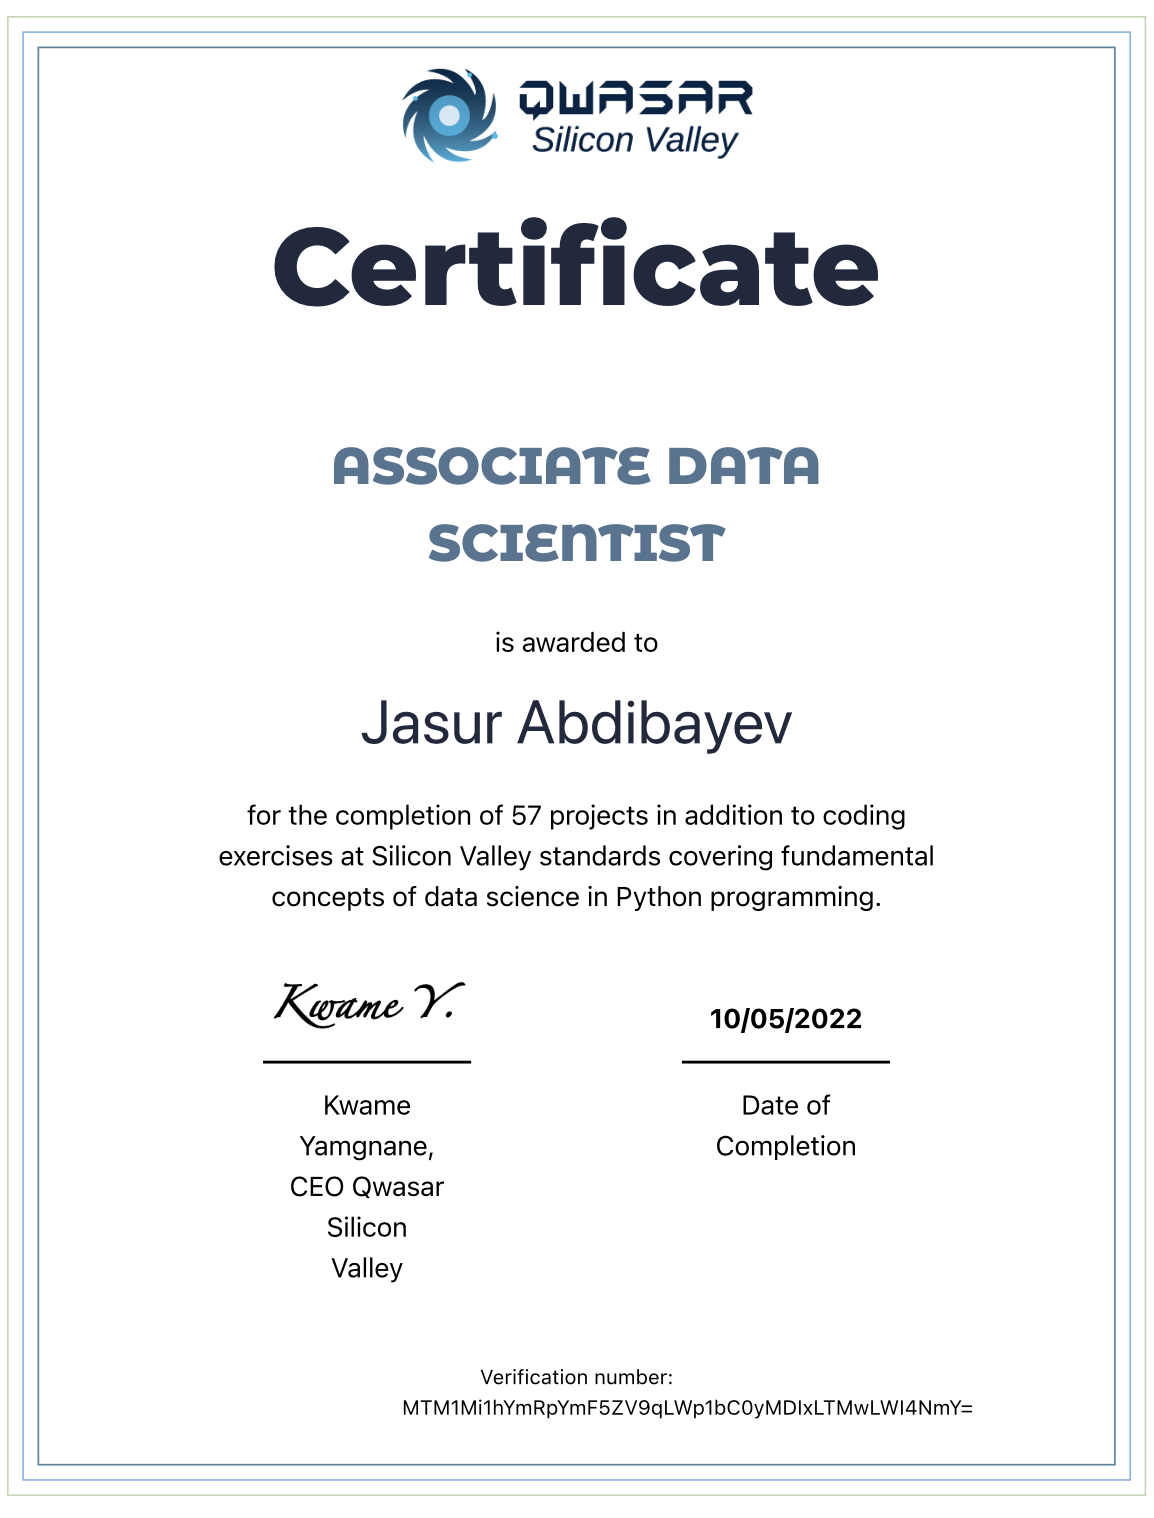 QWASAR
Silicon Valley
Certificate
ASSOCIATE DATA
SCIENTIST
is awarded to
Jasur Abdibayev
for the completion of 57 projects in addition to coding
exercises at Silicon Valley standards covering fundamental
concepts of data science in Python programming.
Kwame Y.
10/05/2022
Kwame
Yamgnane,
CEO Qwasar
Silicon
Valley
Date of
Completion
Verification number:
MTM1Mi1hYmRpYmF5ZV9qLWp1bC0yMDIxLTMwLWI4NmY=